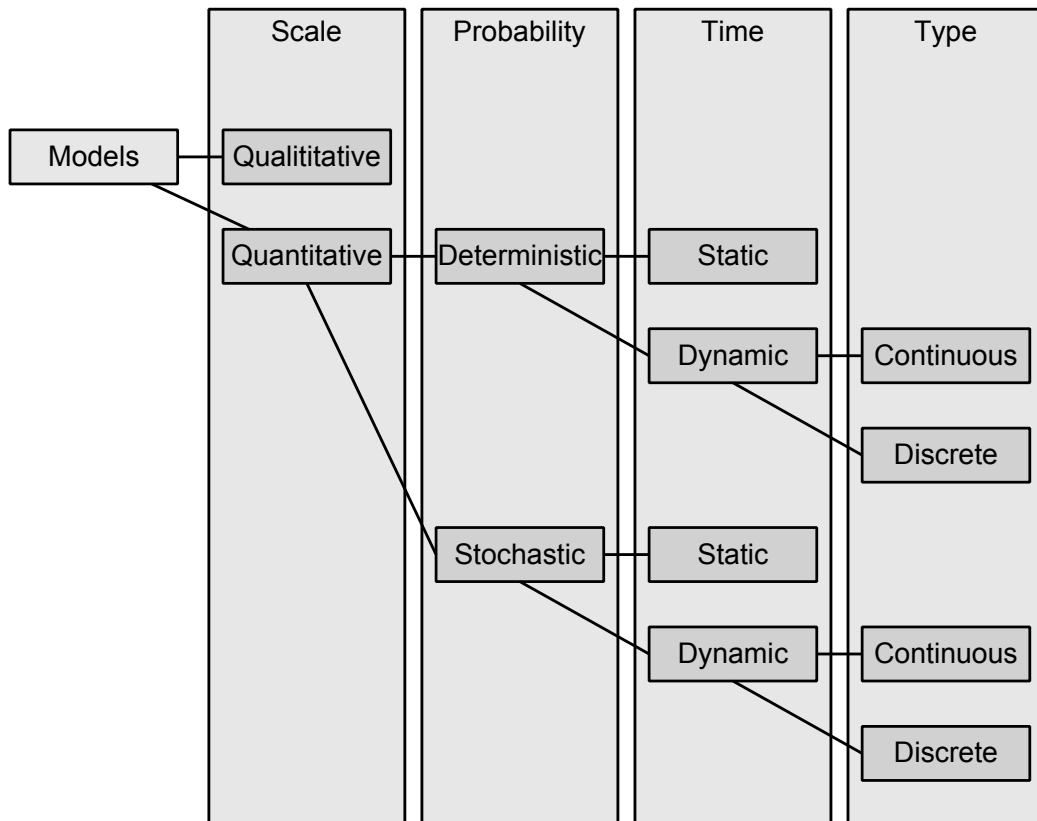 Scale
Probability
Time
Type
Models
Qualititative
Quantitative
Deterministic
Static
Dynamic
Continuous
Discrete
Stochastic
Static
Dynamic
Continuous
Discrete